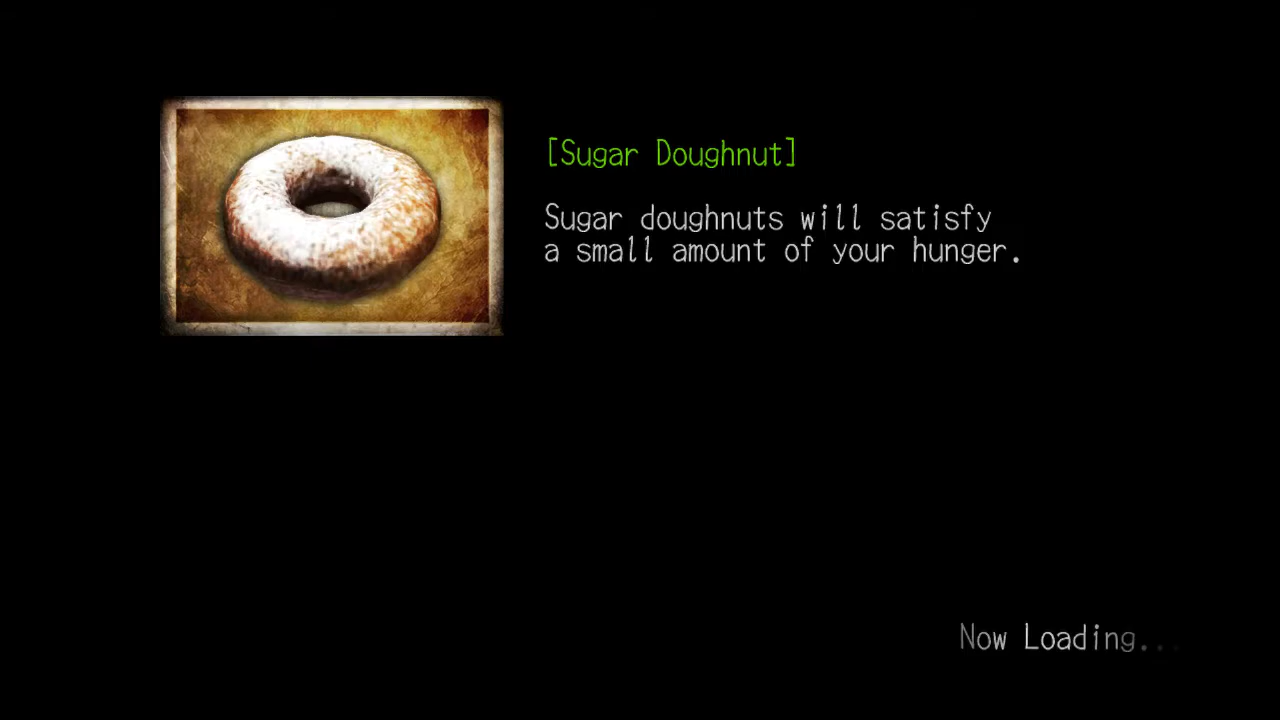 [Sugar Doughnut]
Sugar doughnuts will satisfy
a small amount of your hunger.
Now Loading...